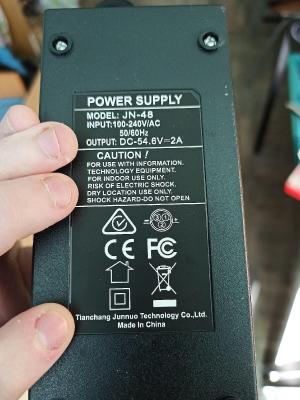 POWER SUPPLY
MODEL: JN-48
INPUT:100-240V/AC
50/60Hz
OUTPUT: DC-54.6V⎓2A
CAUTION !
FOR USE WITH INFORMATION.
TECHNOLOGY EQUIPMENT.
FOR INDOOR USE ONLY.
RISK OF ELECTRIC SHOCK.
DRY LOCATION USE ONLY
SHOCK HAZARD-DO NOT OPEN
CE FC
Tianchang Junnuo Technology Co.,Ltd.
Made In China